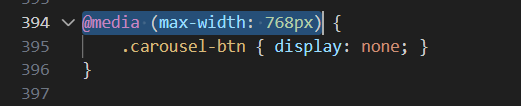 394 @media (max-width: 768px) {
395 .carousel-btn { display: none; }
396 }
397